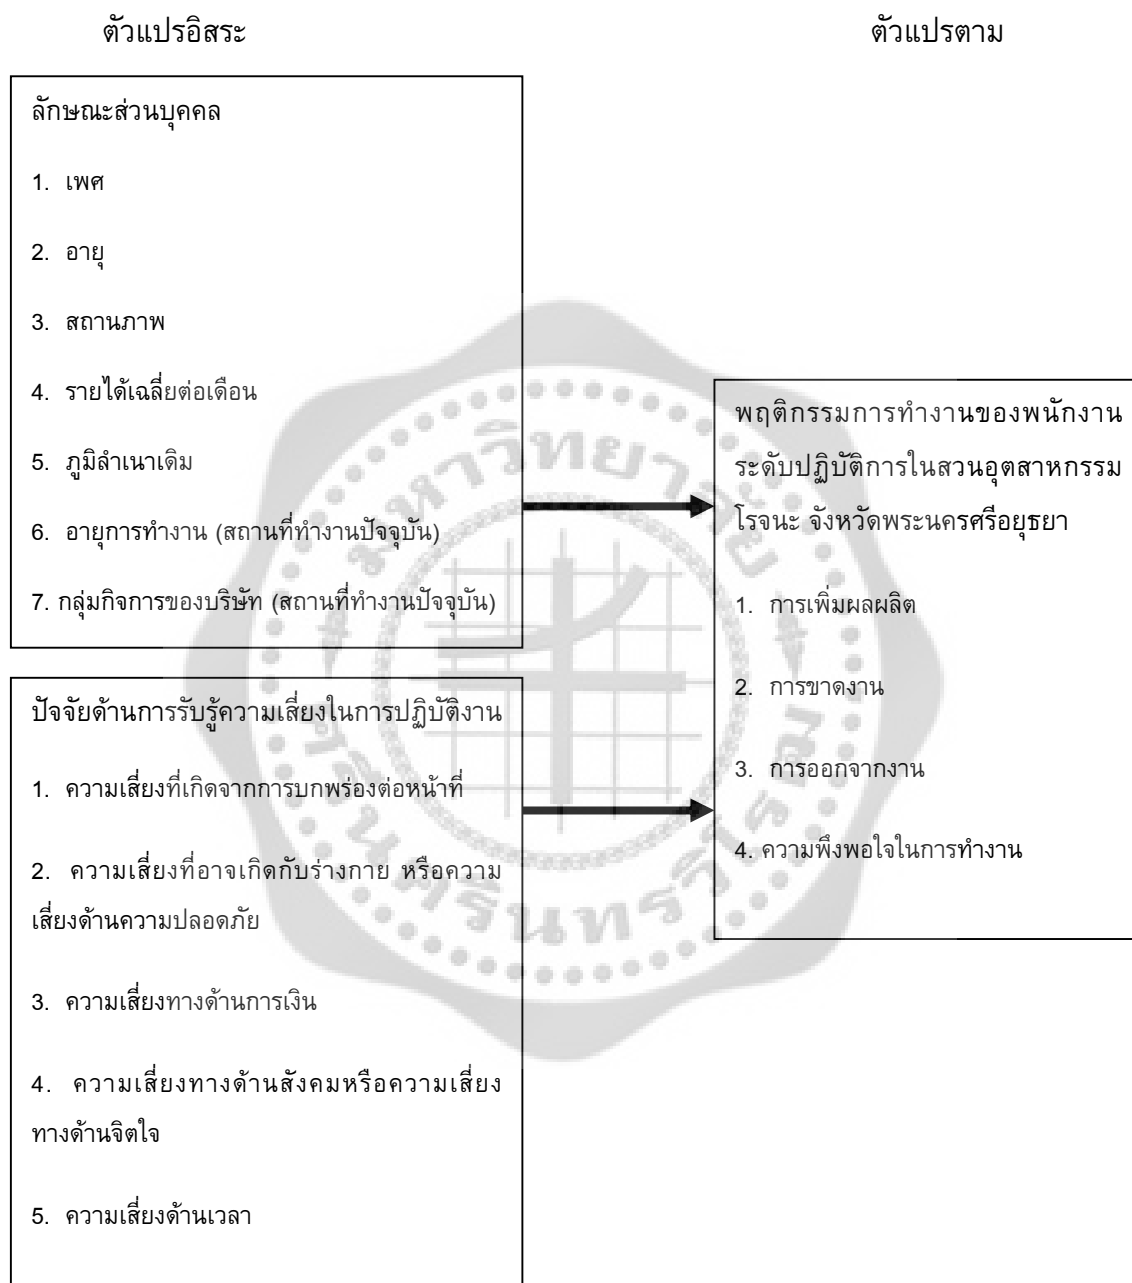 ตัวแปรอิสระ
ตัวแปรตาม
ลักษณะส่วนบุคคล
1. เพศ
2. อายุ
3. สถานภาพ
4. รายได้เฉลี่ยต่อเดือน
5. ภูมิลำเนาเดิม
6. อายุการทำงาน (สถานที่ทำงานปัจจุบัน)
7. กลุ่มกิจการของบริษัท (สถานที่ทำงานปัจจุบัน)
ปัจจัยด้านการรับรู้ความเสี่ยงในการปฏิบัติงาน
1. ความเสี่ยงที่เกิดจากการบกพร่องต่อหน้าที่
2. ความเสี่ยงที่อาจเกิดกับร่างกาย หรือความ
เสี่ยงด้านความปลอดภัย
3. ความเสี่ยงทางด้านการเงิน
4. ความเสี่ยงทางด้านสังคมหรือความเสี่ยง
ทางด้านจิตใจ
5. ความเสี่ยงด้านเวลา
พฤติกรรมการทำงานของพนักงาน
ระดับปฏิบัติการในสวนอุตสาหกรรม
โรจนะ จังหวัดพระนครศรีอยุธยา
1. การเพิ่มผลผลิต
2. การขาดงาน
3. การออกจากงาน
4. ความพึงพอใจในการทำงาน
มหาวิทยาลัย
ศรีนครินทรวิโรฒ